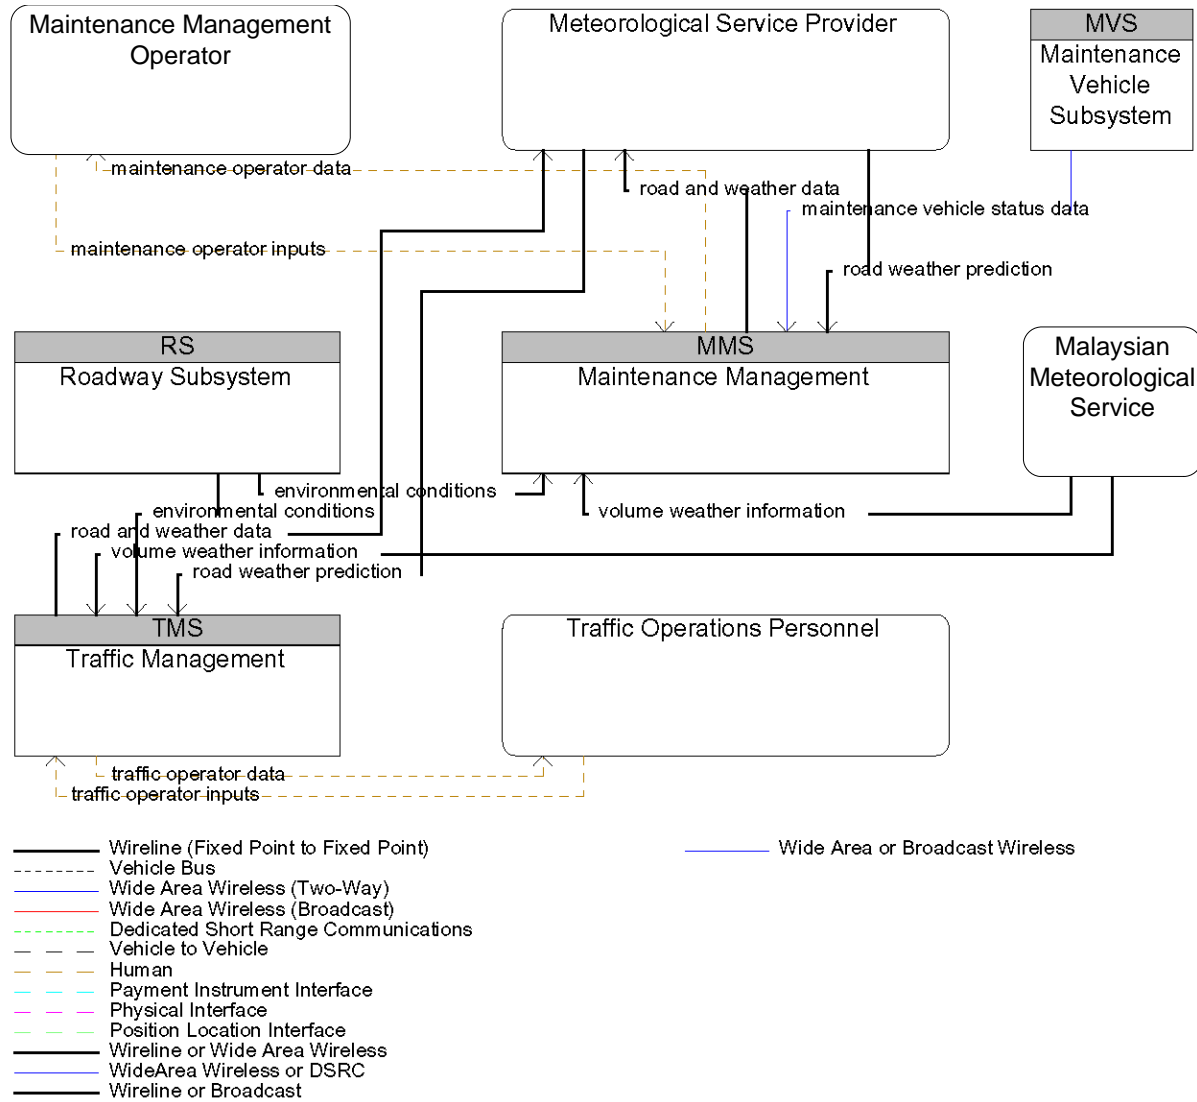 Maintenance Management
Operator
Meteorological Service Provider
MVS
Maintenance
Vehicle
Subsystem
maintenance operator data
road and weather data
maintenance vehicle status data
maintenance operator inputs
road weather prediction
RS
Roadway Subsystem
MMS
Maintenance Management
Malaysian
Meteorological
Service
environmental conditions
environmental conditions
volume weather information
road and weather data
volume weather information
road weather prediction
TMS
Traffic Management
Traffic Operations Personnel
traffic operator data
traffic operator inputs
Wireline (Fixed Point to Fixed Point)
Wide Area or Broadcast Wireless
Vehicle Bus
Wide Area Wireless (Two-Way)
Wide Area Wireless (Broadcast)
Dedicated Short Range Communications
Vehicle to Vehicle
Human
Payment Instrument Interface
Physical Interface
Position Location Interface
Wireline or Wide Area Wireless
WideArea Wireless or DSRC
Wireline or Broadcast